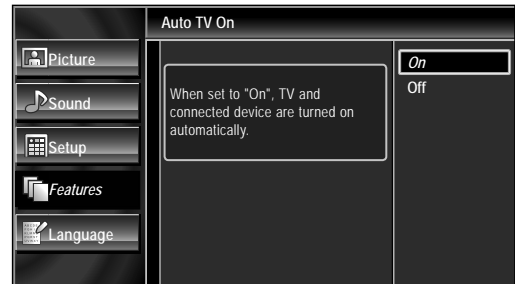 Auto TV On
Picture
Sound
Setup
Features
Language
When set to "On", TV and
connected device are turned on
automatically.
On
Off